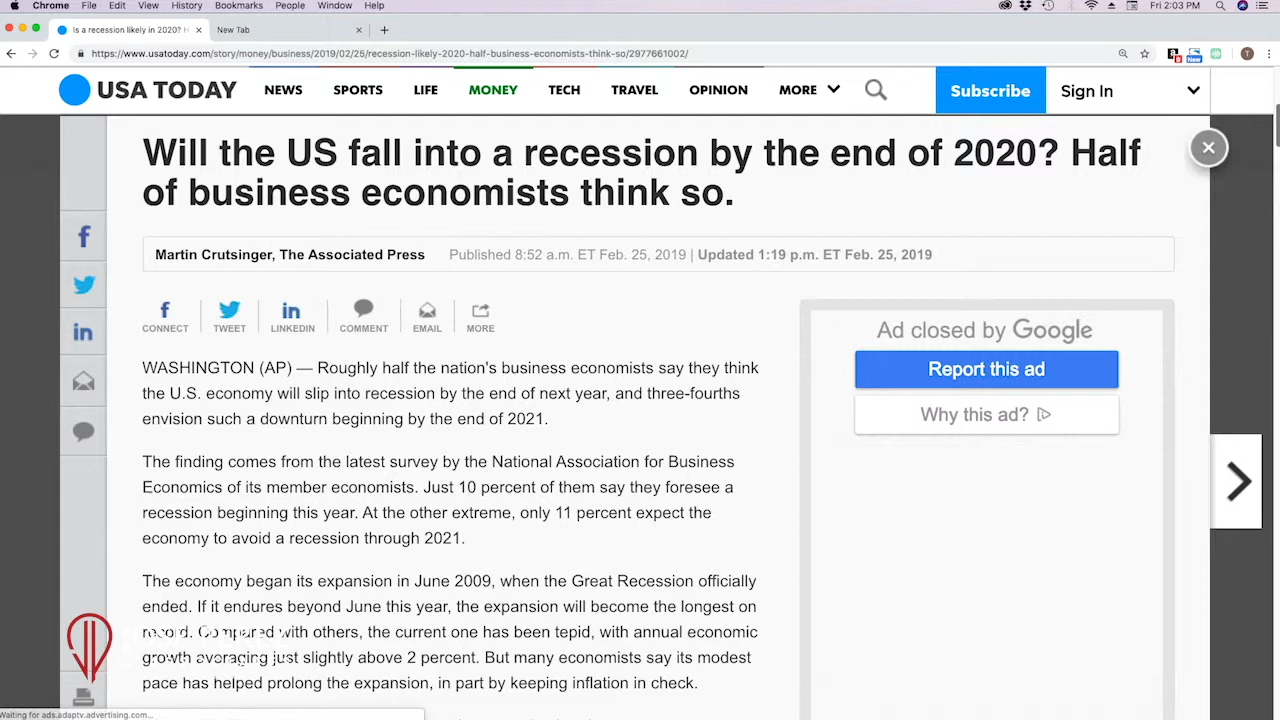 Chrome File Edit View History Bookmarks People Window Help Fri 2:03 PM
Is a recession likely in 2020? H New Tab
https://www.usatoday.com/story/money/business/2019/02/25/recession-likely-2020-half-business-economists-think-so/2977661002/
USA TODAY NEWS SPORTS LIFE MONEY TECH TRAVEL OPINION MORE Subscribe Sign In
Will the US fall into a recession by the end of 2020? Half
of business economists think so.
Martin Crutsinger, The Associated Press Published 8:52 a.m. ET Feb. 25, 2019 | Updated 1:19 p.m. ET Feb. 25, 2019
CONNECT TWEET LINKEDIN COMMENT EMAIL MORE
Ad closed by Google
Report this ad
Why this ad?
WASHINGTON (AP) — Roughly half the nation's business economists say they think
the U.S. economy will slip into recession by the end of next year, and three-fourths
envision such a downturn beginning by the end of 2021.
The finding comes from the latest survey by the National Association for Business
Economics of its member economists. Just 10 percent of them say they foresee a
recession beginning this year. At the other extreme, only 11 percent expect the
economy to avoid a recession through 2021.
The economy began its expansion in June 2009, when the Great Recession officially
ended. If it endures beyond June this year, the expansion will become the longest on
record. Compared with others, the current one has been tepid, with annual economic
growth averaging just slightly above 2 percent. But many economists say its modest
pace has helped prolong the expansion, in part by keeping inflation in check.
Waiting for ads.adaptv.advertising.com...